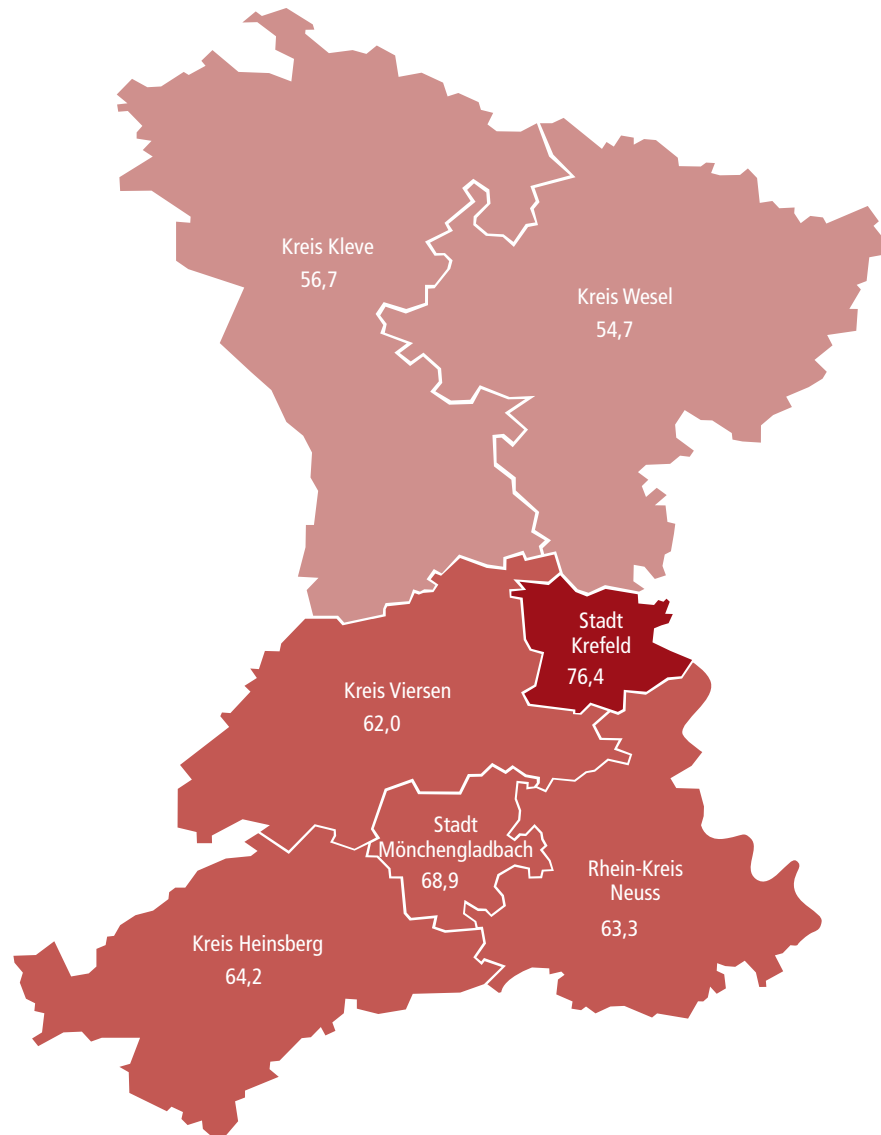 Kreis Kleve
56,7
Kreis Wesel
54,7
Stadt
Krefeld
76,4
Kreis Viersen
62,0
Stadt
Mönchengladbach
68,9
Rhein-Kreis
Neuss
63,3
Kreis Heinsberg
64,2